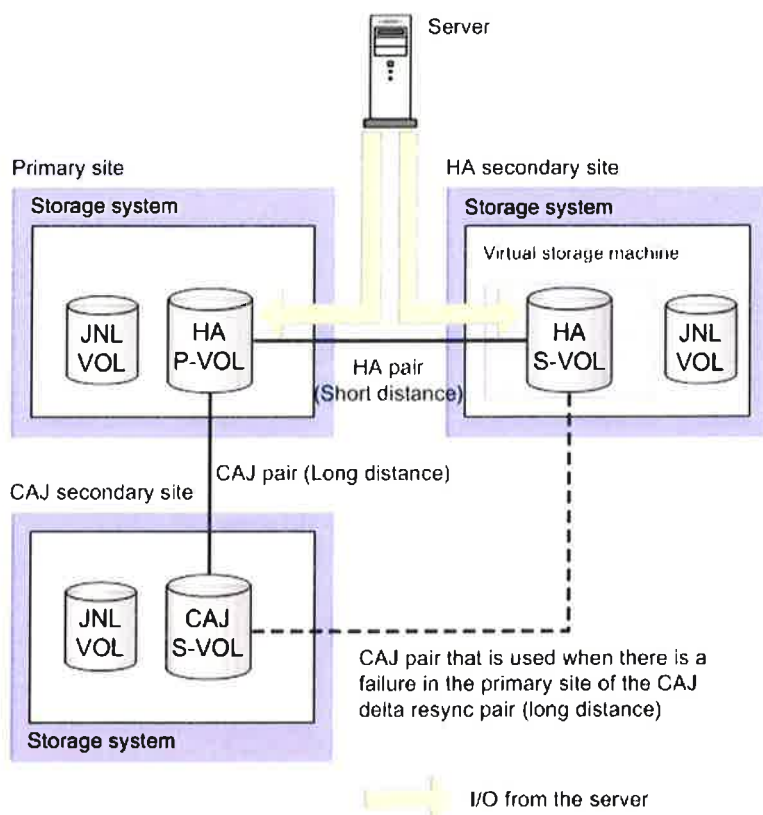 Server
Primary site
HA secondary site
Storage system
Storage system
Virtual storage machine
JNL
VOL
HA
P-VOL
HA
S-VOL
JNL
VOL
HA pair
(Short distance)
CAJ pair (Long distance)
CAJ secondary site
JNL
VOL
CAJ
S-VOL
CAJ pair that is used when there is a
failure in the primary site of the CAJ
delta resync pair (long distance)
Storage system
I/O from the server